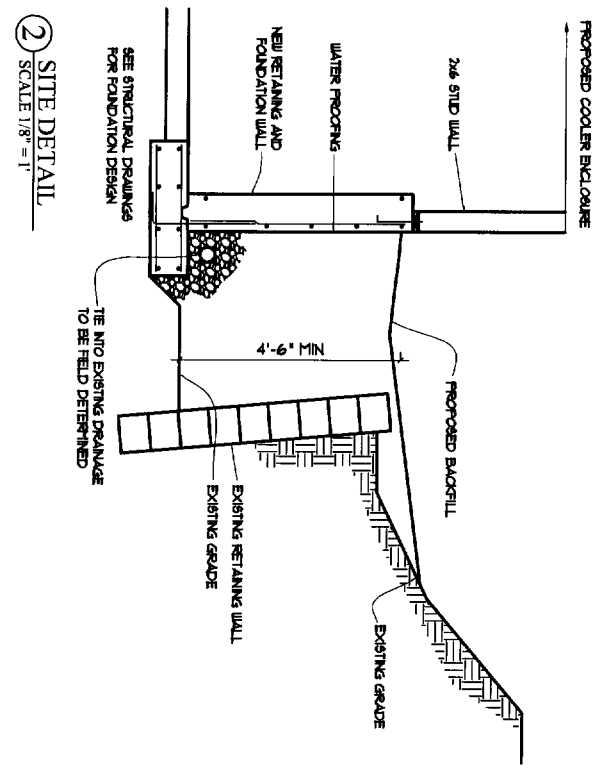 PROPOSED COOLER ENCLOSURE
2x6 STUD WALL
WATER PROOFING
NEW RETAINING AND
FOUNDATION WALL
SEE STRUCTURAL DRAWINGS
FOR FOUNDATION DESIGN
4'-6" MIN
PROPOSED BACKFILL
EXISTING GRADE
EXISTING RETAINING WALL
EXISTING GRADE
TIE INTO EXISTING DRAINAGE
TO BE FIELD DETERMINED
2 SITE DETAIL
SCALE 1/8" = 1'